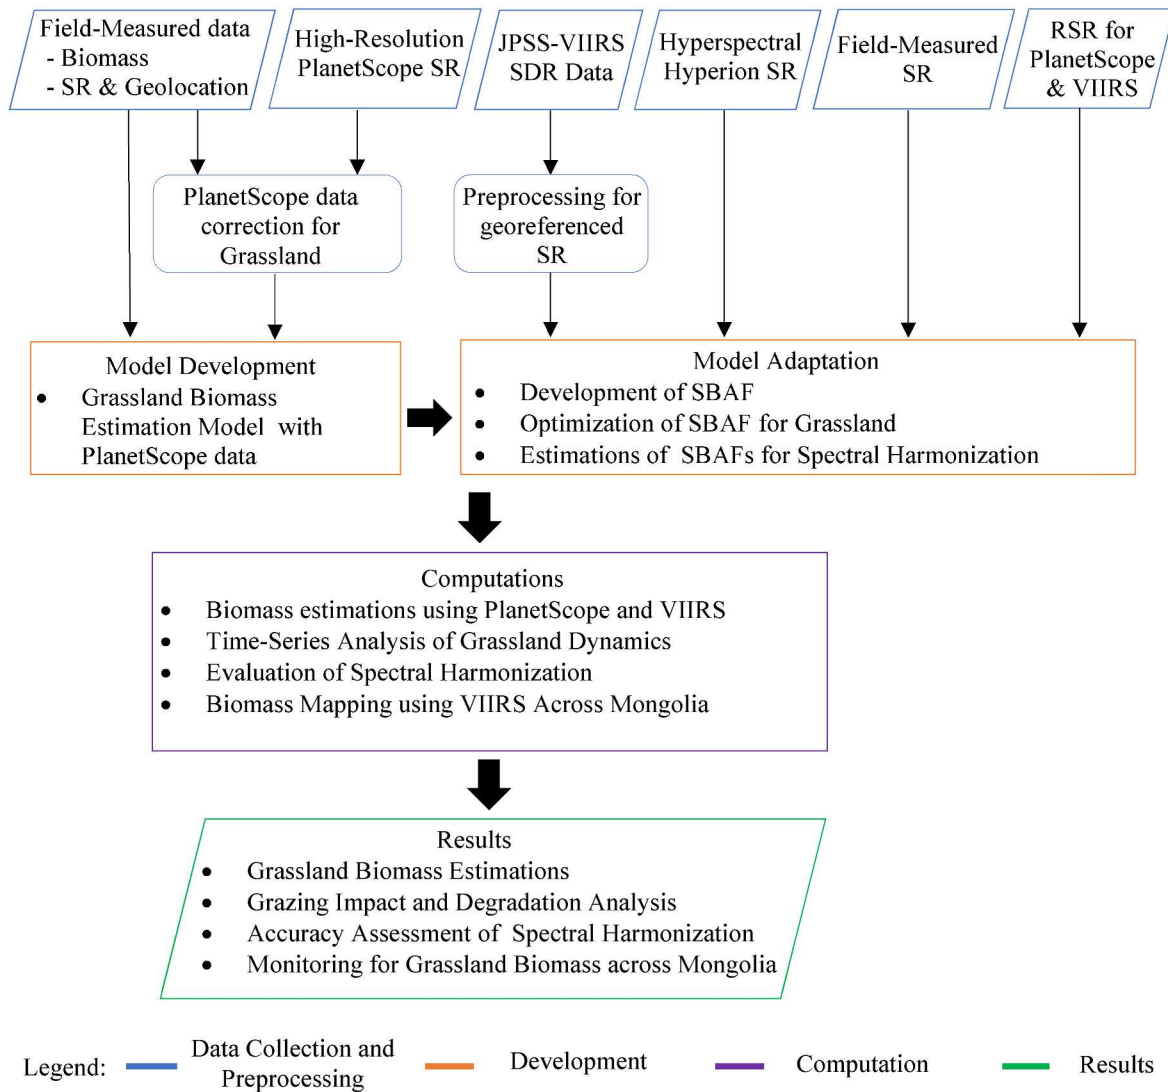 Field-Measured data
- Biomass
- SR & Geolocation
High-Resolution
PlanetScope SR
JPSS-VIIRS
SDR Data
Hyperspectral
Hyperion SR
Field-Measured
SR
RSR for
PlanetScope
& VIIRS
PlanetScope data
correction for
Grassland
Preprocessing for
georeferenced
SR
Model Development
• Grassland Biomass
Estimation Model with
PlanetScope data
Model Adaptation
• Development of SBAF
• Optimization of SBAF for Grassland
• Estimations of SBAFs for Spectral Harmonization
Computations
• Biomass estimations using PlanetScope and VIIRS
• Time-Series Analysis of Grassland Dynamics
• Evaluation of Spectral Harmonization
• Biomass Mapping using VIIRS Across Mongolia
Results
• Grassland Biomass Estimations
• Grazing Impact and Degradation Analysis
• Accuracy Assessment of Spectral Harmonization
• Monitoring for Grassland Biomass across Mongolia
Legend:
Data Collection and
Preprocessing
Development
Computation
Results